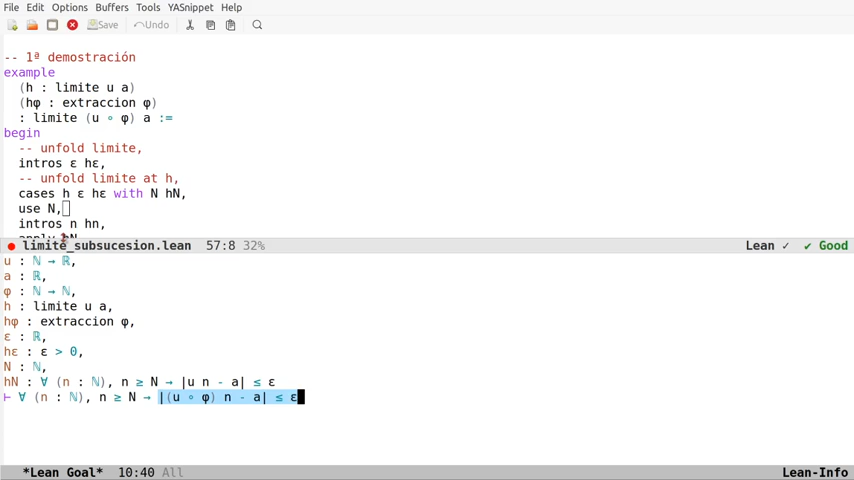 File Edit Options Buffers Tools YASnippet Help
Save Undo
-- 1ª demostración
example
(h : limite u a)
(hφ : extraccion φ)
: limite (u ∘ φ) a :=
begin
-- unfold limite,
intros ε hε,
-- unfold limite at h,
cases h ε hε with N hN,
use N,
intros n hn,
apply hN
limite_subsucesion.lean 57:8 32% Lean ✓ ✔ Good
u : ℕ → ℝ,
a : ℝ,
φ : ℕ → ℕ,
h : limite u a,
hφ : extraccion φ,
ε : ℝ,
hε : ε > 0,
N : ℕ,
hN : ∀ (n : ℕ), n ≥ N → |u n - a| ≤ ε
⊢ ∀ (n : ℕ), n ≥ N → |(u ∘ φ) n - a| ≤ ε
*Lean Goal* 10:40 All Lean-Info